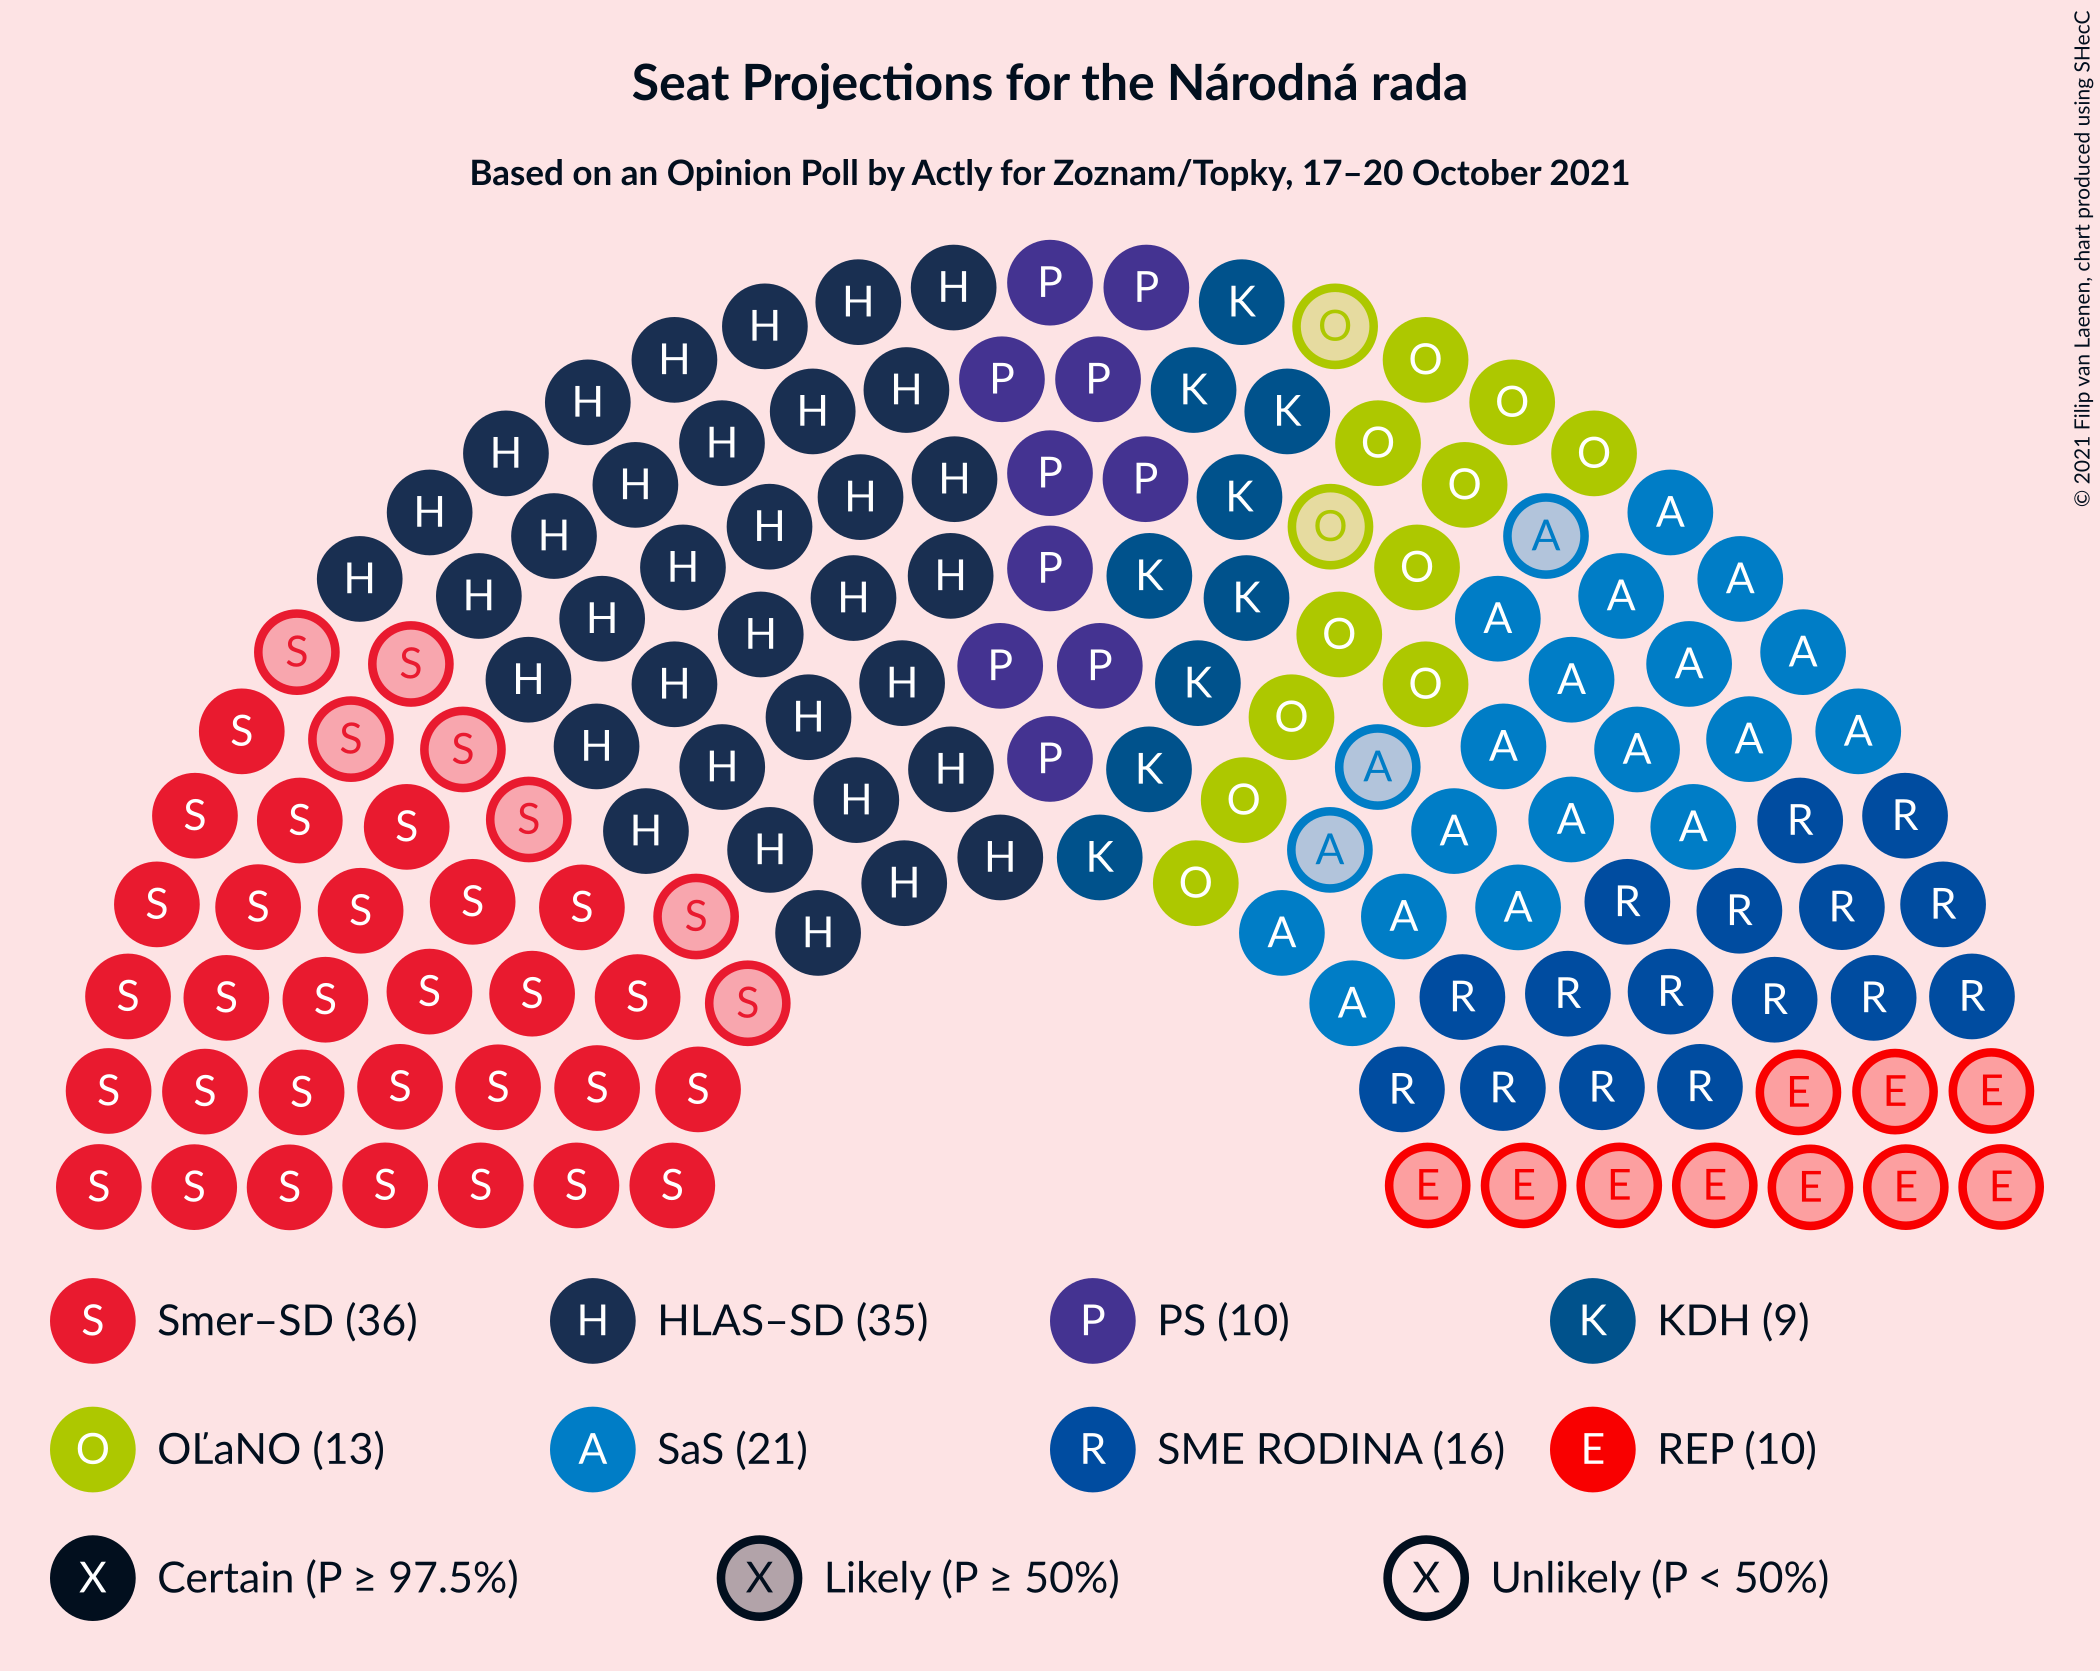 Seat Projections for the Národná rada
Based on an Opinion Poll by Actly for Zoznam/Topky, 17–20 October 2021
© 2021 Filip van Laenen, chart produced using SHecC
H H H P P K O
H H O O
H H H P P K K O O
H H H O O
H H H P P K O A A
H H H H O A A
H H H P K K A
S S H H H O A A A
H H H P P K O A A
S S S H H O A A A A
H H H P K O A A
S S S S H H H O A A A R R
H H K A
S S S S S S H H O A A A R R R R
S S S S S S S A R R R R R R
S S S S S S S R R R R E E E
S S S S S S S E E E E E E E
S Smer–SD (36) H HLAS–SD (35) P PS (10) K KDH (9)
O OĽaNO (13) A SaS (21) R SME RODINA (16) E REP (10)
X Certain (P ≥ 97.5%) X Likely (P ≥ 50%) X Unlikely (P < 50%)